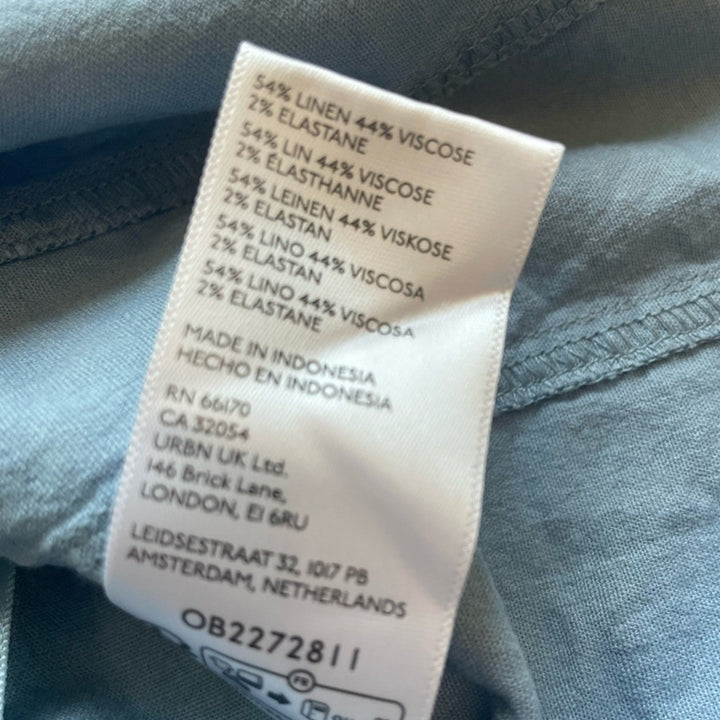 54% LINEN 44% VISCOSE
2% ELASTANE
54% LIN 44% VISCOSE
2% ÉLASTHANNE
54% LEINEN 44% VISKOSE
2% ELASTAN
54% LINO 44% VISCOSA
2% ELASTAN
54% LINO 44% VISCOSA
2% ELASTANE
MADE IN INDONESIA
HECHO EN INDONESIA
RN 66170
CA 32054
URBN UK Ltd.
146 Brick Lane,
LONDON, E1 6RU
LEIDSESTRAAT 32, 1017 PB
AMSTERDAM, NETHERLANDS
OB2272811
FR